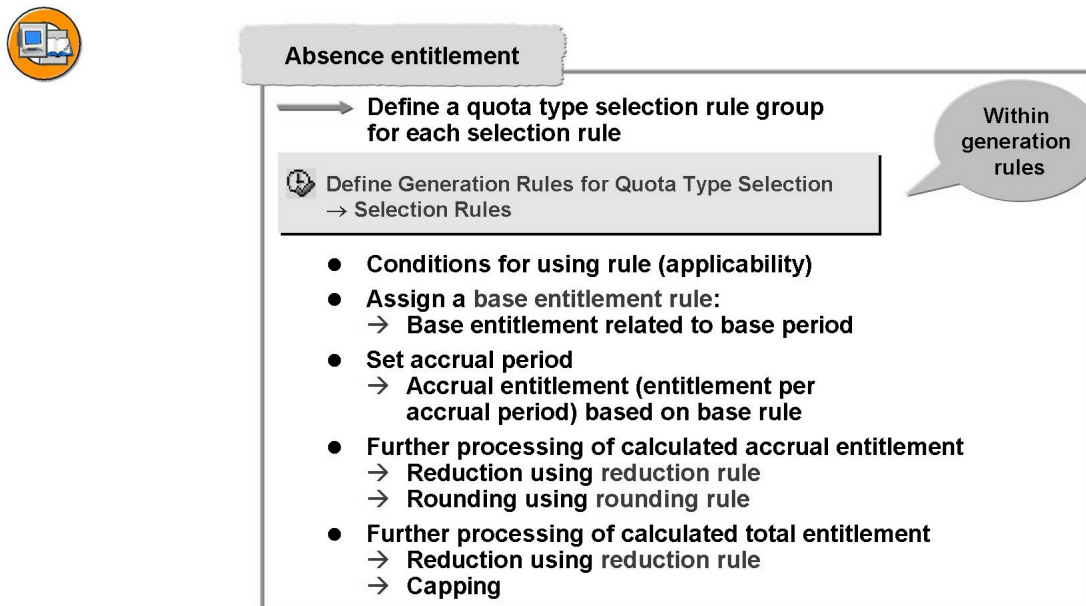 Absence entitlement
Define a quota type selection rule group
for each selection rule
Within
generation
rules
Define Generation Rules for Quota Type Selection
→ Selection Rules
● Conditions for using rule (applicability)
● Assign a base entitlement rule:
→ Base entitlement related to base period
● Set accrual period
→ Accrual entitlement (entitlement per
accrual period) based on base rule
● Further processing of calculated accrual entitlement
→ Reduction using reduction rule
→ Rounding using rounding rule
● Further processing of calculated total entitlement
→ Reduction using reduction rule
→ Capping